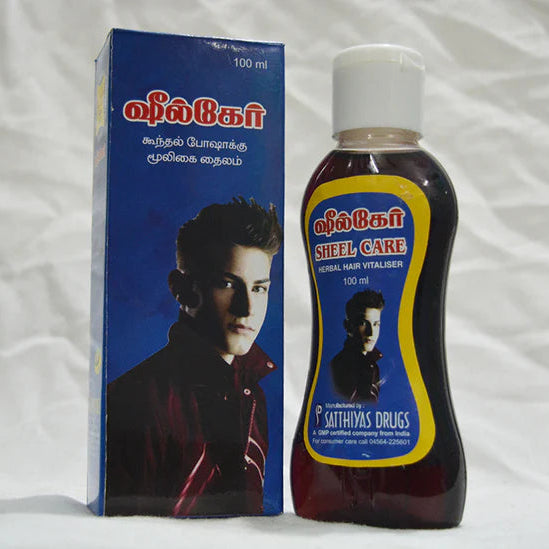 100 ml
ஷீல்கேர்
கூந்தல் போஷாக்கு
மூலிகை தைலம்
ஷீல்கேர்
SHEEL CARE
HERBAL HAIR VITALISER
100 ml
Manufactured by :
SATTHIYAS DRUGS
A GMP certified company from India
For consumer care call 04564-225601